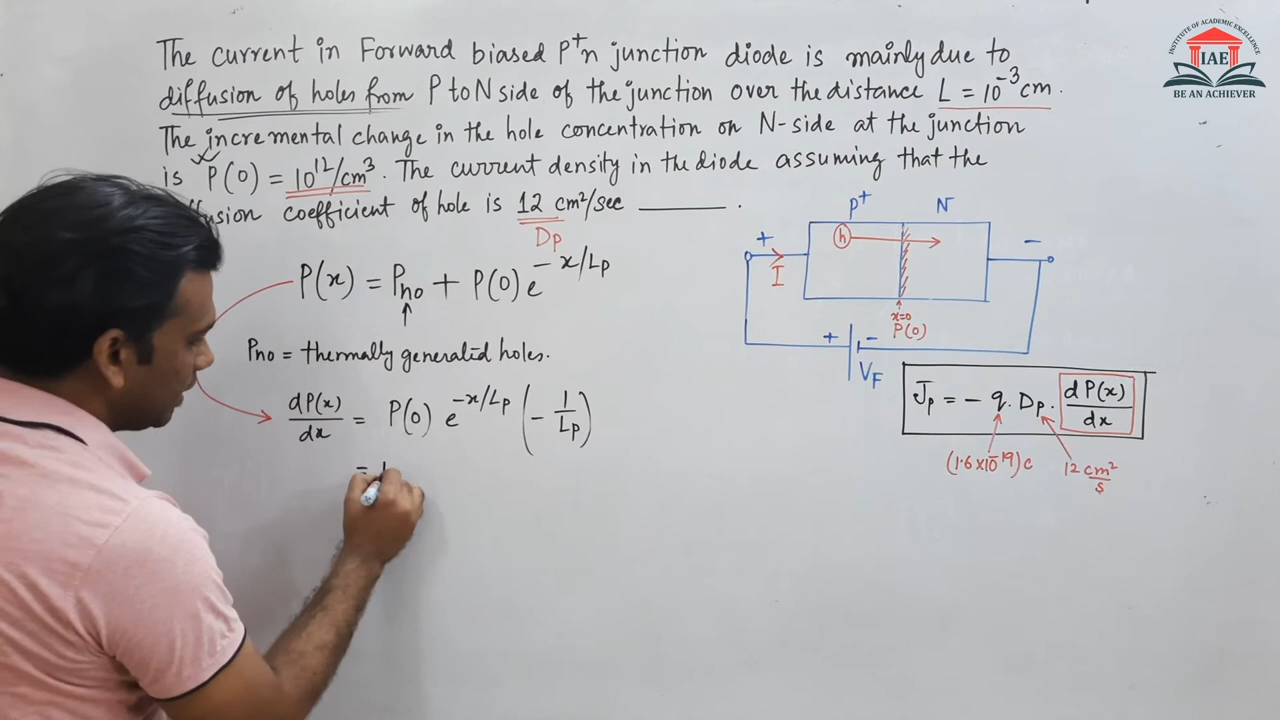 The current in Forward biased P⁺n junction diode is mainly due to
diffusion of holes from P to N side of the junction over the distance L = 10⁻³ cm.
The incremental change in the hole concentration on N-side at the junction
is P(0) = 10¹²/cm³. The current density in the diode assuming that the
coefficient of hole is 12 cm²/sec ________ .
Dp
P(x) = Pno + P(0) e^-x/Lp
Pno = thermally generated holes.
dP(x)/dx = P(0) e^-x/Lp (- 1/Lp)
=
P⁺ N
+ h -
I
x=0
P(0)
+ -
VF
Jp = - q. Dp. dP(x)/dx
(1.6×10⁻¹⁹)c 12 cm²/s
INSTITUTE OF ACADEMIC EXCELLENCE
IAE
BE AN ACHIEVER